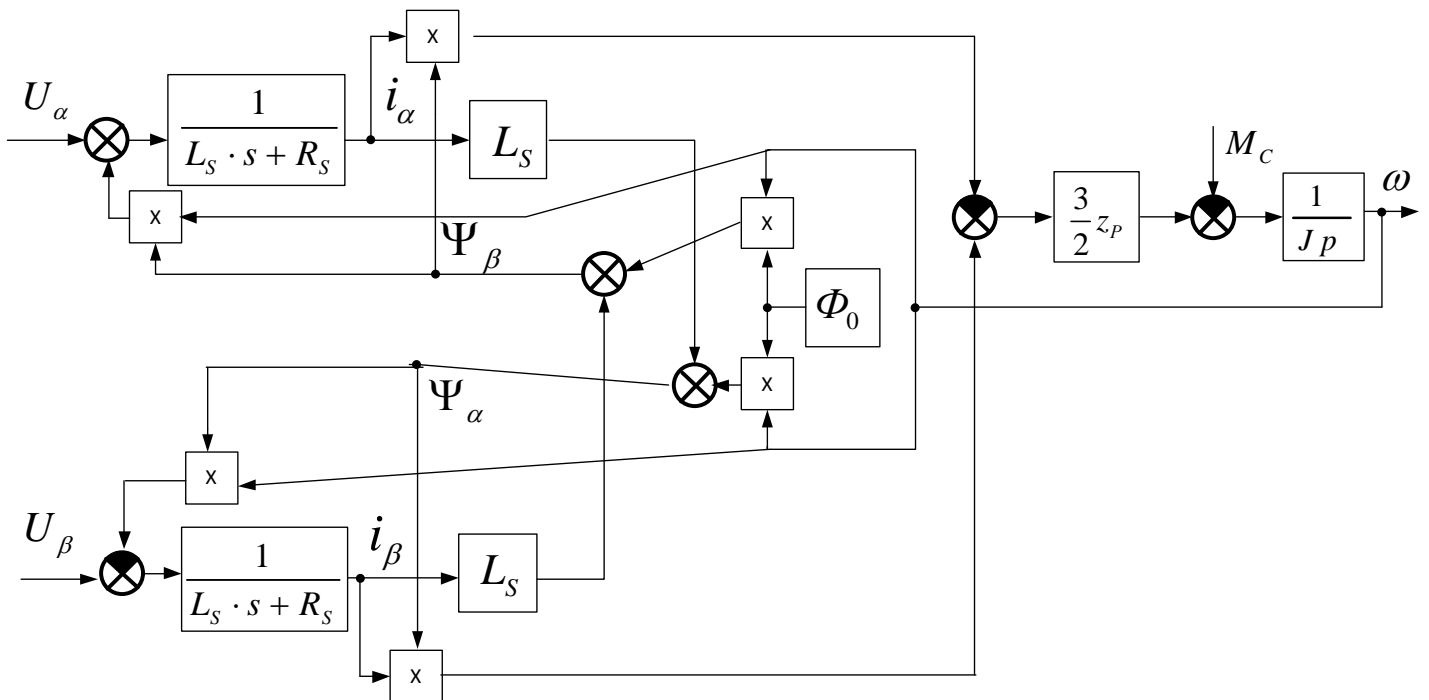 x
U_α
1
L_S · s + R_S
i_α
L_S
M_C
x
Ψ_β
x
3
2
z_P
1
J p
ω
Φ_0
x
Ψ_α
x
U_β
1
L_S · s + R_S
i_β
L_S
x